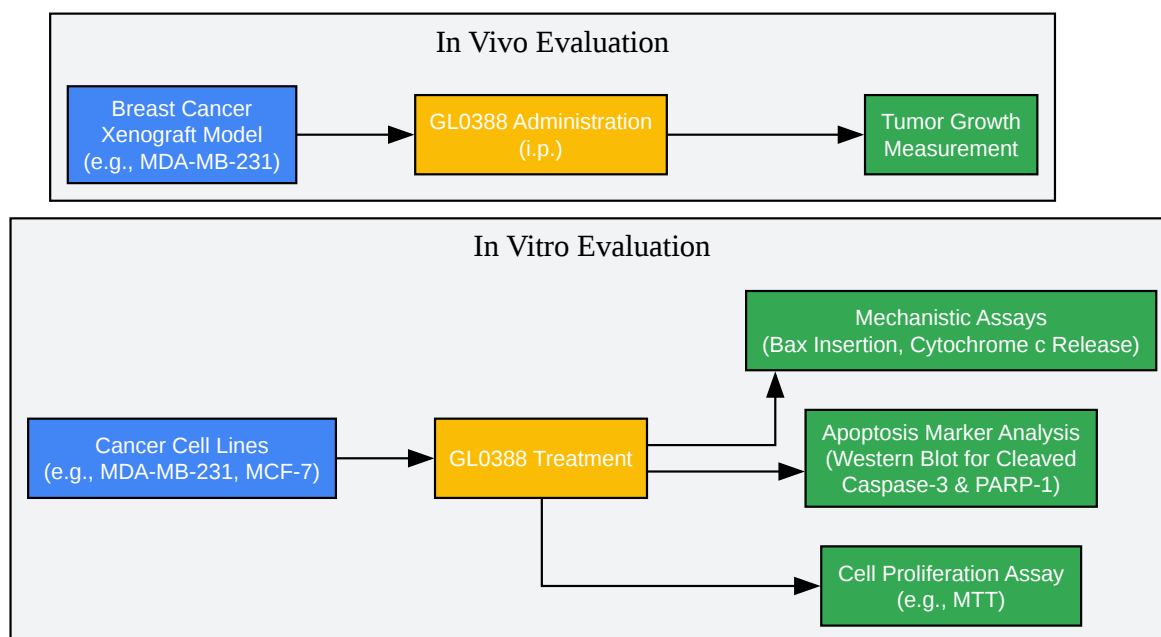 In Vivo Evaluation
Breast Cancer
Xenograft Model
(e.g., MDA-MB-231)
GL0388 Administration
(i.p.)
Tumor Growth
Measurement
In Vitro Evaluation
Mechanistic Assays
(Bax Insertion, Cytochrome c Release)
Cancer Cell Lines
(e.g., MDA-MB-231, MCF-7)
GL0388 Treatment
Apoptosis Marker Analysis
(Western Blot for Cleaved
Caspase-3 & PARP-1)
Cell Proliferation Assay
(e.g., MTT)